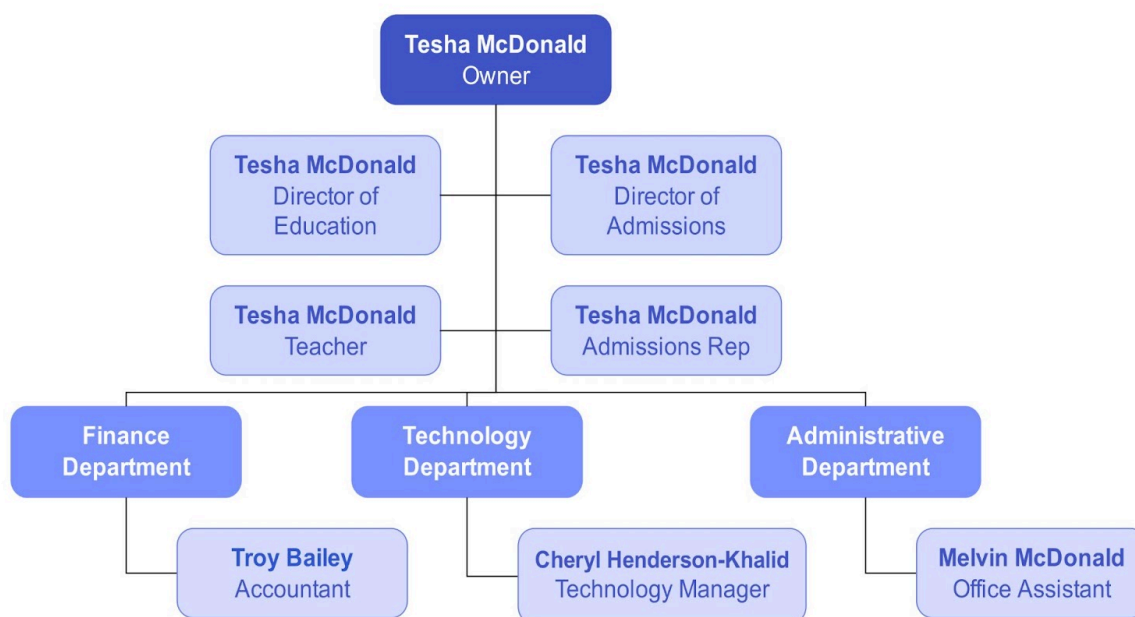 Tesha McDonald
Owner
Tesha McDonald
Director of
Education
Tesha McDonald
Director of
Admissions
Tesha McDonald
Teacher
Tesha McDonald
Admissions Rep
Finance
Department
Technology
Department
Administrative
Department
Troy Bailey
Accountant
Cheryl Henderson-Khalid
Technology Manager
Melvin McDonald
Office Assistant